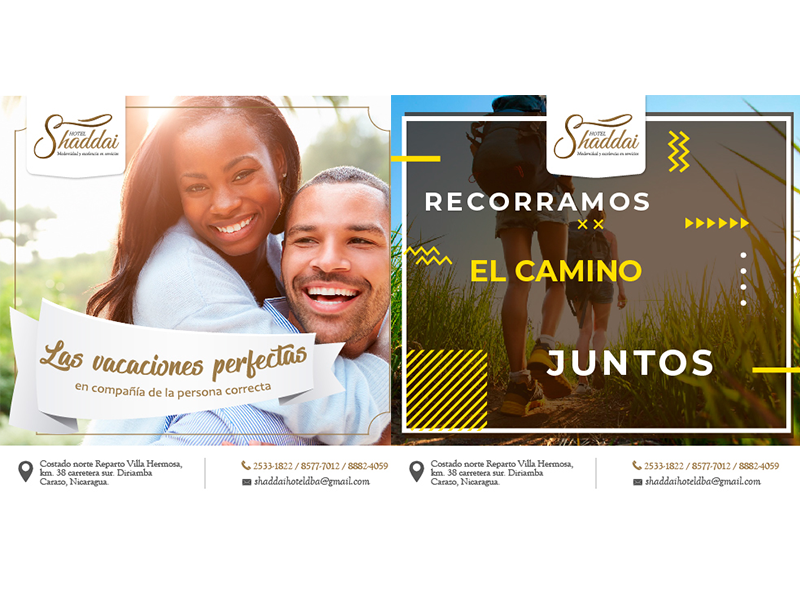 HOTEL
Shaddai
Modernidad y excelencia en servicios
Las vacaciones perfectas
en compañía de la persona correcta
Costado norte Reparto Villa Hermosa,
km. 38 carretera sur. Diriamba
Carazo, Nicaragua.
2533-1822 / 8577-7012 / 8882-4059
shaddaihoteldba@gmail.com
HOTEL
Shaddai
Modernidad y excelencia en servicios
RECORRAMOS
EL CAMINO
JUNTOS
Costado norte Reparto Villa Hermosa,
km. 38 carretera sur. Diriamba
Carazo, Nicaragua.
2533-1822 / 8577-7012 / 8882-4059
shaddaihoteldba@gmail.com